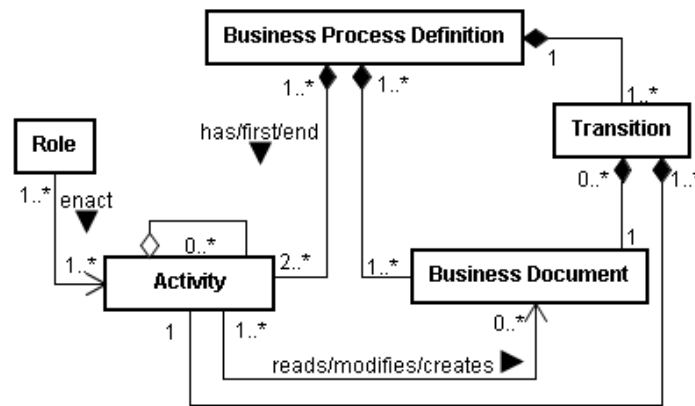 Business Process Definition
1..*
1..*
1
1..*
has/first/end
Transition
Role
0..*
1..*
1..*
enact
0..*
1..*
2..*
1..*
1
Activity
Business Document
1
1..*
0..*
reads/modifies/creates